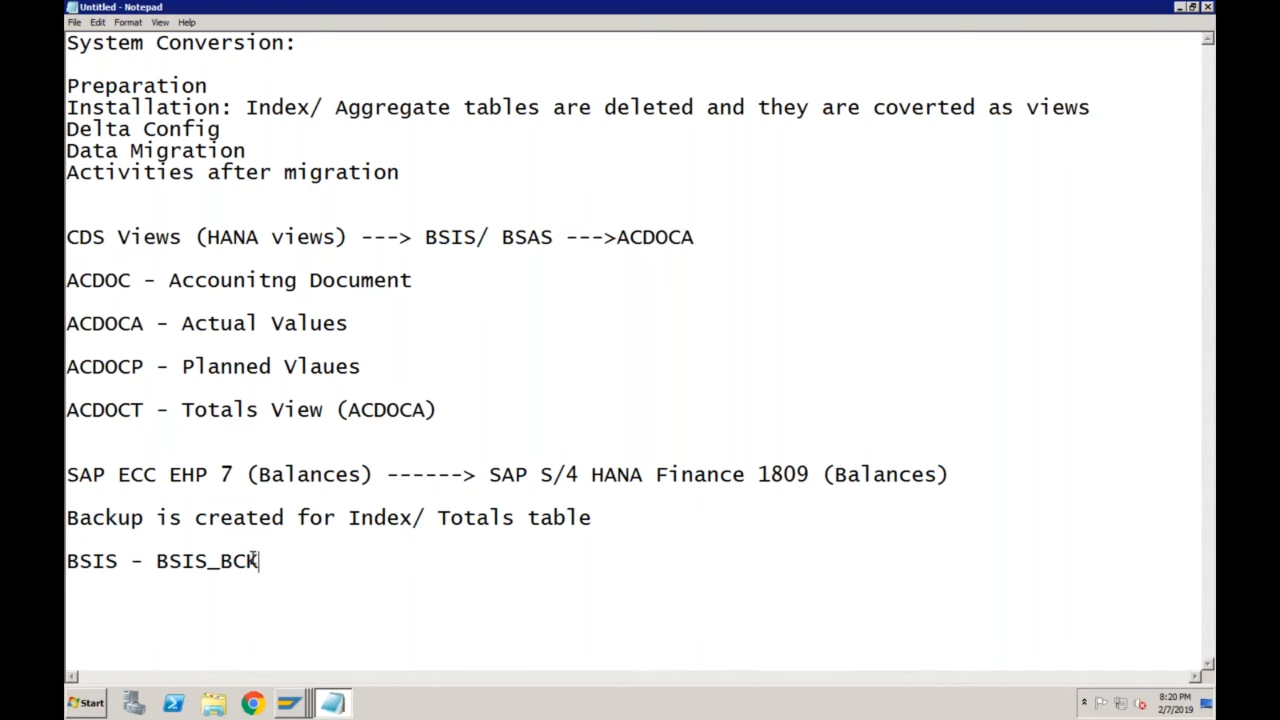 Untitled - Notepad
File Edit Format View Help
System Conversion:
Preparation
Installation: Index/ Aggregate tables are deleted and they are coverted as views
Delta Config
Data Migration
Activities after migration
CDS Views (HANA views) ---> BSIS/ BSAS --->ACDOCA
ACDOC - Accounitng Document
ACDOCA - Actual Values
ACDOCP - Planned Vlaues
ACDOCT - Totals View (ACDOCA)
SAP ECC EHP 7 (Balances) ------> SAP S/4 HANA Finance 1809 (Balances)
Backup is created for Index/ Totals table
BSIS - BSIS_BCK
Start
8:20 PM
2/7/2019